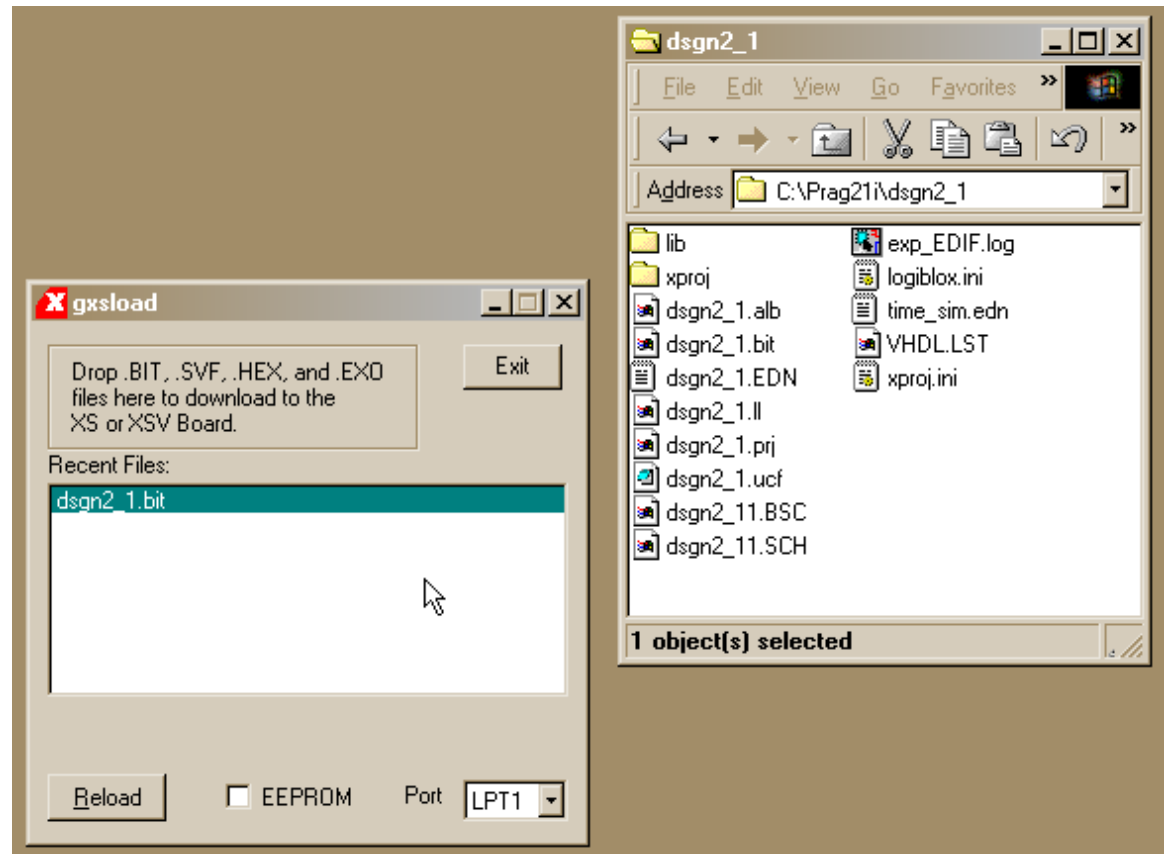 dsgn2_1
File Edit View Go Favorites »
»
Address C:\Prag21i\dsgn2_1
lib
xproj
dsgn2_1.alb
dsgn2_1.bit
dsgn2_1.EDN
dsgn2_1.ll
dsgn2_1.prj
dsgn2_1.ucf
dsgn2_11.BSC
dsgn2_11.SCH
exp_EDIF.log
logiblox.ini
time_sim.edn
VHDL.LST
xproj.ini
1 object(s) selected
X gxsload
Drop .BIT, .SVF, .HEX, and .EXO
files here to download to the
XS or XSV Board.
Exit
Recent Files:
dsgn2_1.bit
Reload EEPROM Port LPT1